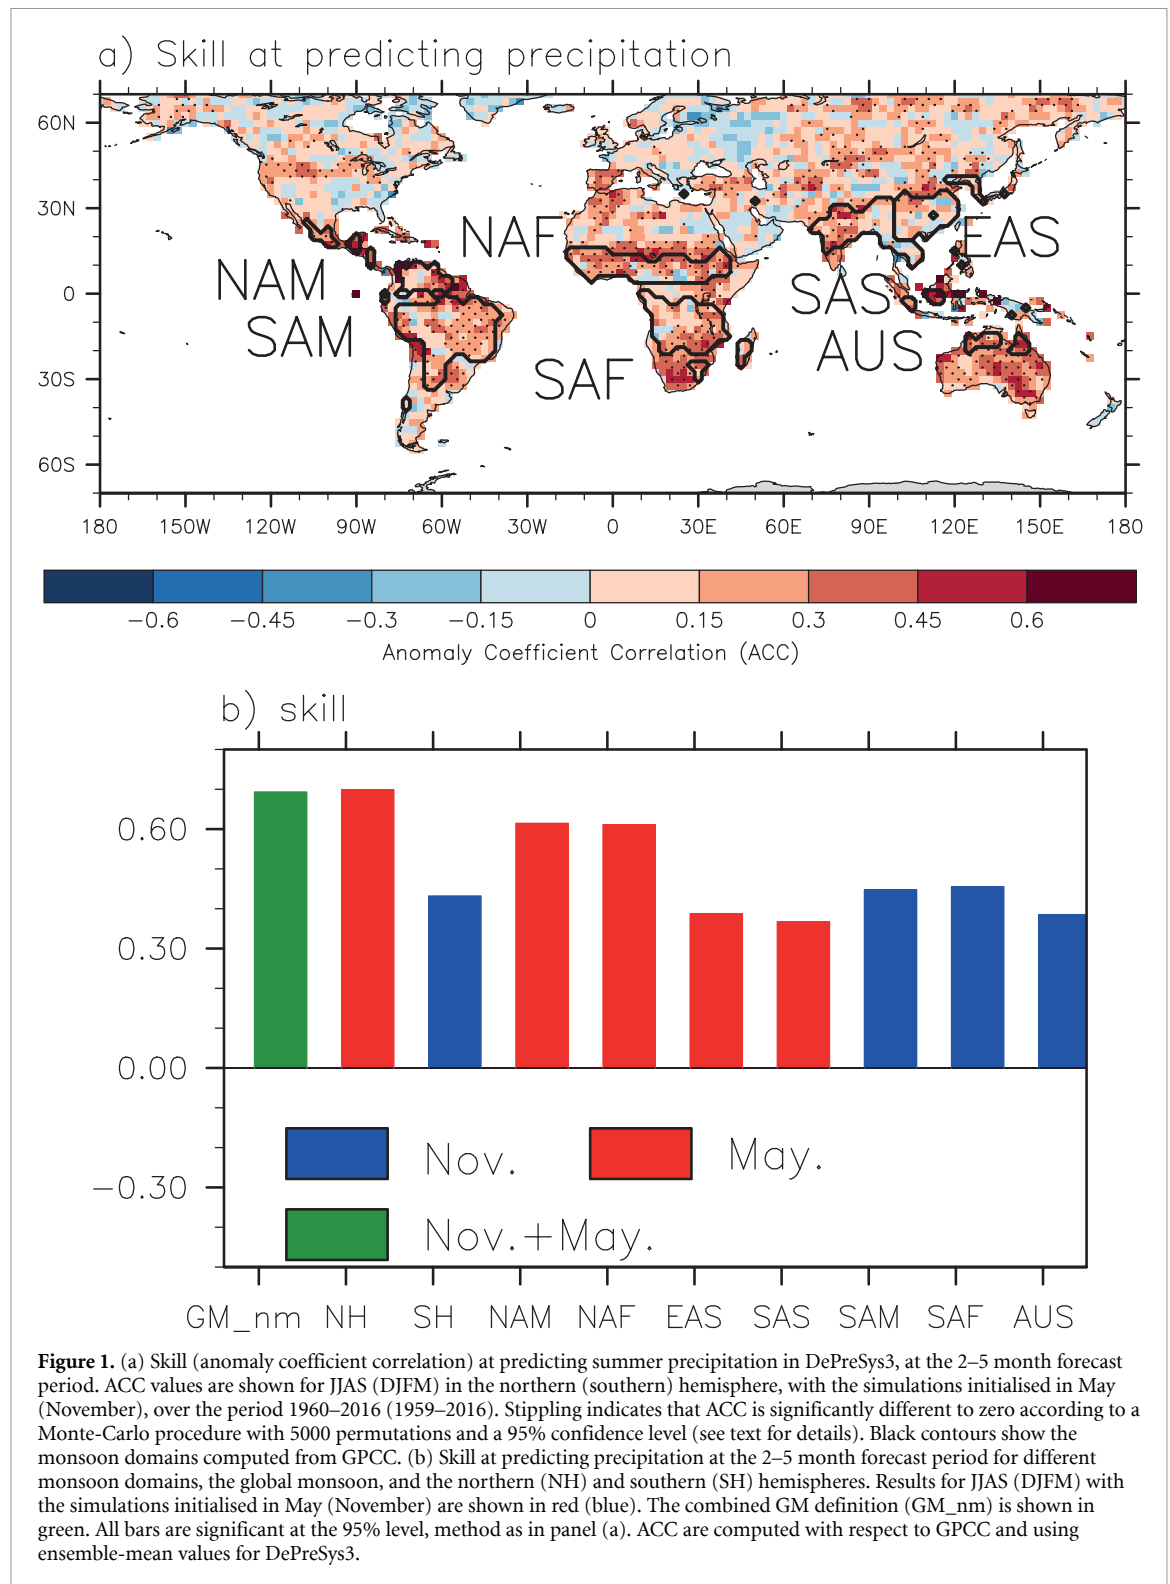 a) Skill at predicting precipitation
60N
30N
0
30S
60S
NAF
EAS
NAM
SAS
SAM
AUS
SAF
180 150W 120W 90W 60W 30W 0 30E 60E 90E 120E 150E 180
−0.6 −0.45 −0.3 −0.15 0 0.15 0.3 0.45 0.6
Anomaly Coefficient Correlation (ACC)
b) skill
0.60
0.30
0.00
−0.30
Nov. May.
Nov.+May.
GM_nm NH SH NAM NAF EAS SAS SAM SAF AUS
Figure 1. (a) Skill (anomaly coefficient correlation) at predicting summer precipitation in DePreSys3, at the 2–5 month forecast
period. ACC values are shown for JJAS (DJFM) in the northern (southern) hemisphere, with the simulations initialised in May
(November), over the period 1960–2016 (1959–2016). Stippling indicates that ACC is significantly different to zero according to a
Monte-Carlo procedure with 5000 permutations and a 95% confidence level (see text for details). Black contours show the
monsoon domains computed from GPCC. (b) Skill at predicting precipitation at the 2–5 month forecast period for different
monsoon domains, the global monsoon, and the northern (NH) and southern (SH) hemispheres. Results for JJAS (DJFM) with
the simulations initialised in May (November) are shown in red (blue). The combined GM definition (GM_nm) is shown in
green. All bars are significant at the 95% level, method as in panel (a). ACC are computed with respect to GPCC and using
ensemble-mean values for DePreSys3.